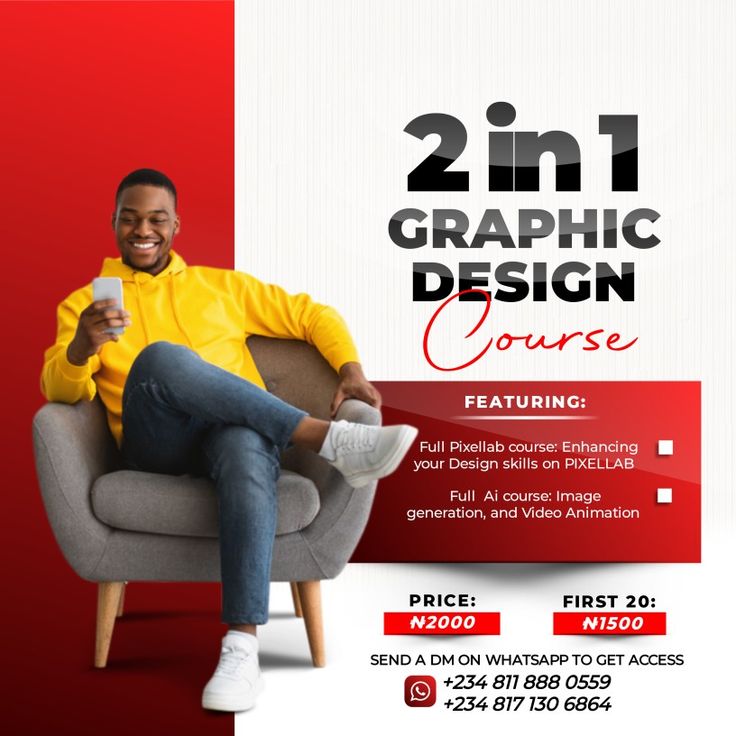 2 in 1
GRAPHIC
DESIGN
Course
FEATURING:
Full Pixellab course: Enhancing
your Design skills on PIXELLAB
Full Ai course: Image
generation, and Video Animation
PRICE:
₦2000
FIRST 20:
₦1500
SEND A DM ON WHATSAPP TO GET ACCESS
+234 811 888 0559
+234 817 130 6864